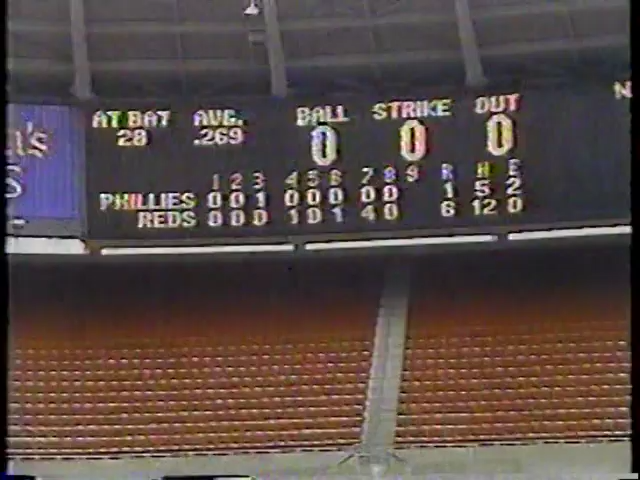 AT BAT AVG. BALL STRIKE OUT
28 .269 0 0 0
1 2 3 4 5 6 7 8 9 R H E
PHILLIES 0 0 1 0 0 0 0 0 1 5 2
REDS 0 0 0 1 0 1 4 0 6 12 0